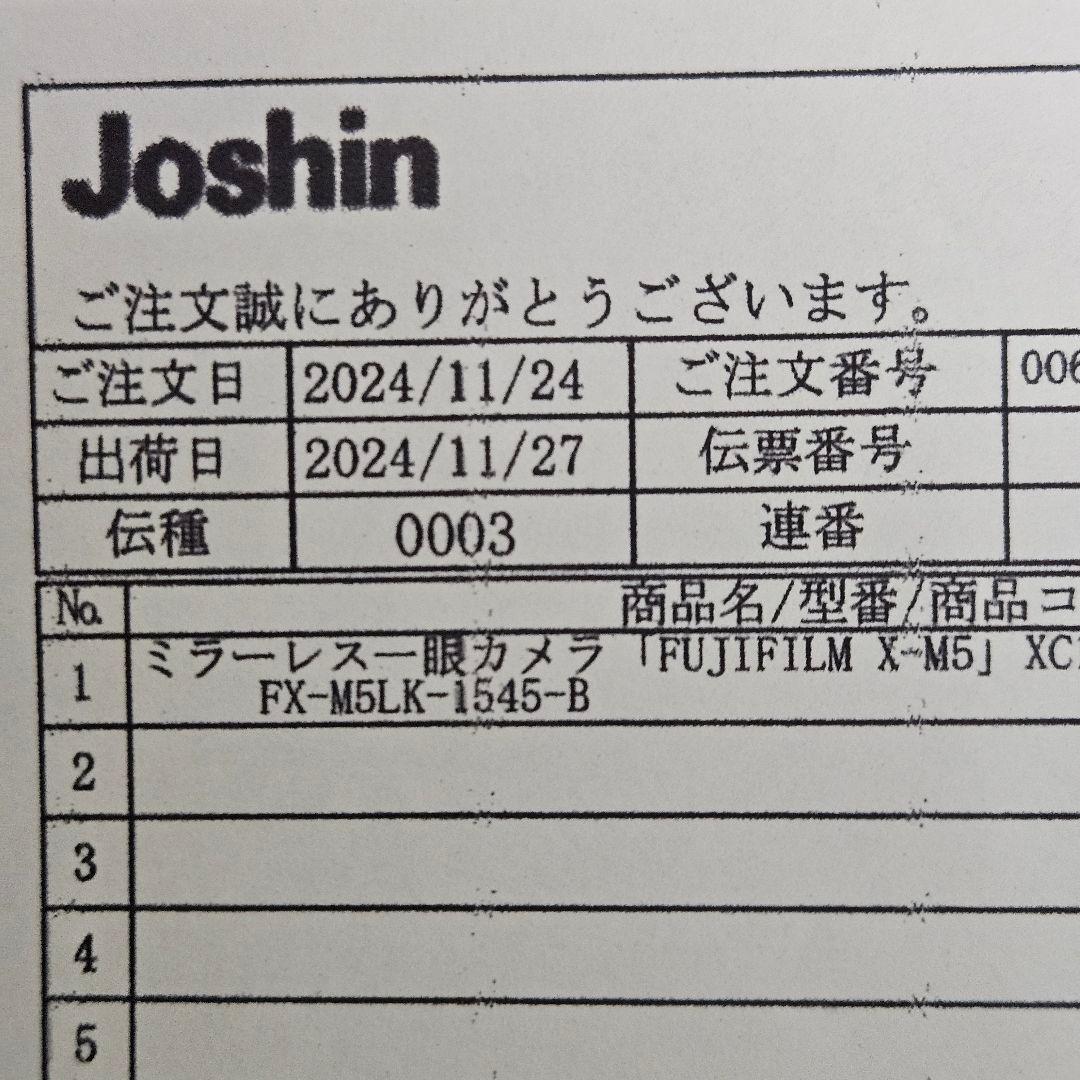 Joshin
ご注文誠にありがとうございます。
ご注文日 2024/11/24 ご注文番号 006
出荷日 2024/11/27 伝票番号
伝種 0003 連番
No. 商品名/型番/商品コ
1 ミラーレス一眼カメラ「FUJIFILM X-M5」XC1
FX-M5LK-1545-B
2
3
4
5